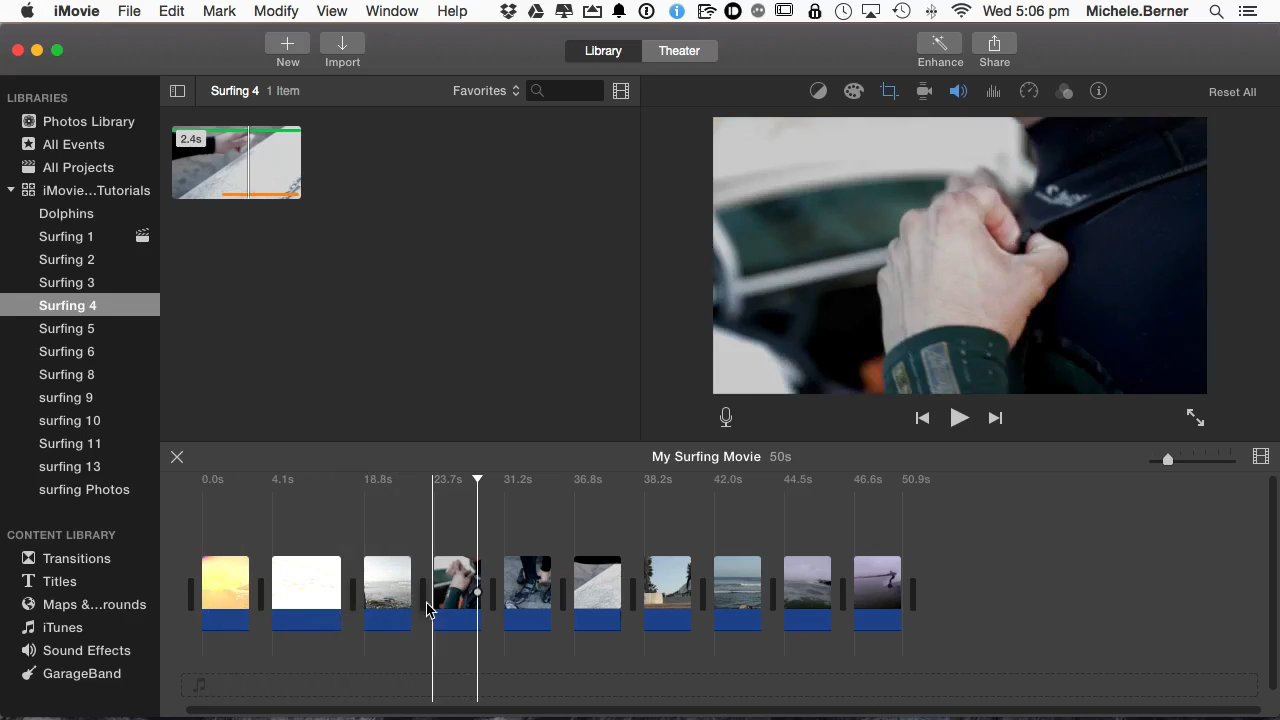 iMovie File Edit Mark Modify View Window Help Wed 5:06 pm Michele.Berner
New Import Library Theater Enhance Share
LIBRARIES
Photos Library
All Events
All Projects
iMovie...Tutorials
Dolphins
Surfing 1
Surfing 2
Surfing 3
Surfing 4
Surfing 5
Surfing 6
Surfing 8
surfing 9
surfing 10
Surfing 11
surfing 13
surfing Photos
CONTENT LIBRARY
Transitions
Titles
Maps &...rounds
iTunes
Sound Effects
GarageBand
Surfing 4 1 Item Favorites
2.4s
Reset All
My Surfing Movie 50s
0.0s 4.1s 18.8s 23.7s 31.2s 36.8s 38.2s 42.0s 44.5s 46.6s 50.9s